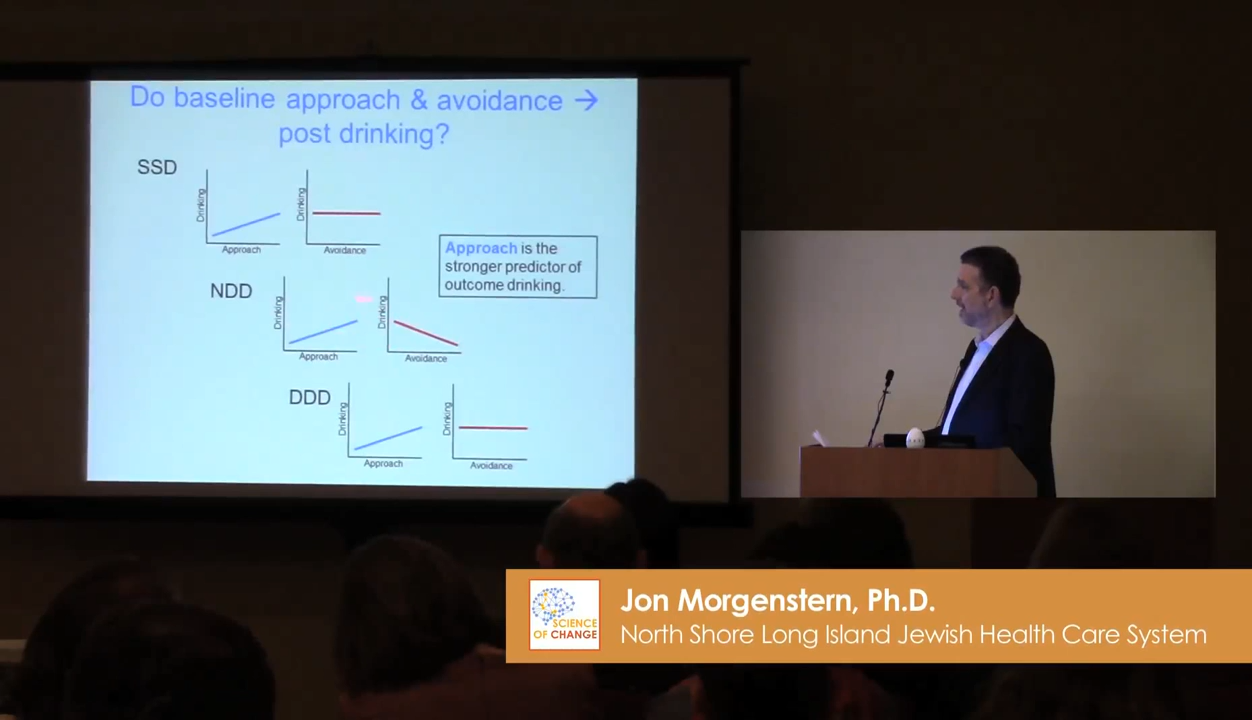 Do baseline approach & avoidance →
post drinking?
SSD
Drinking
Approach
Drinking
Avoidance
Approach is the
stronger predictor of
outcome drinking.
NDD
Drinking
Approach
Drinking
Avoidance
DDD
Drinking
Approach
Drinking
Avoidance
SCIENCE
OF CHANGE
Jon Morgenstern, Ph.D.
North Shore Long Island Jewish Health Care System